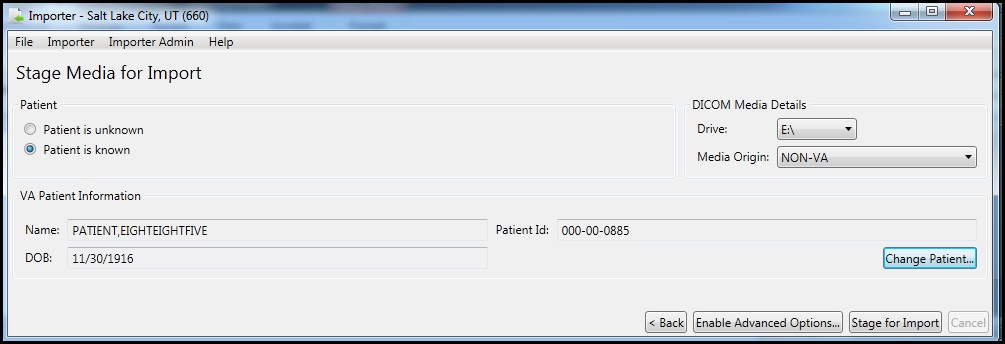 Importer - Salt Lake City, UT (660)
File Importer Importer Admin Help
Stage Media for Import
Patient
Patient is unknown
Patient is known
DICOM Media Details
Drive: E:\
Media Origin: NON-VA
VA Patient Information
Name: PATIENT,EIGHTEIGHTFIVE Patient Id: 000-00-0885
DOB: 11/30/1916
Change Patient...
< Back Enable Advanced Options... Stage for Import Cancel